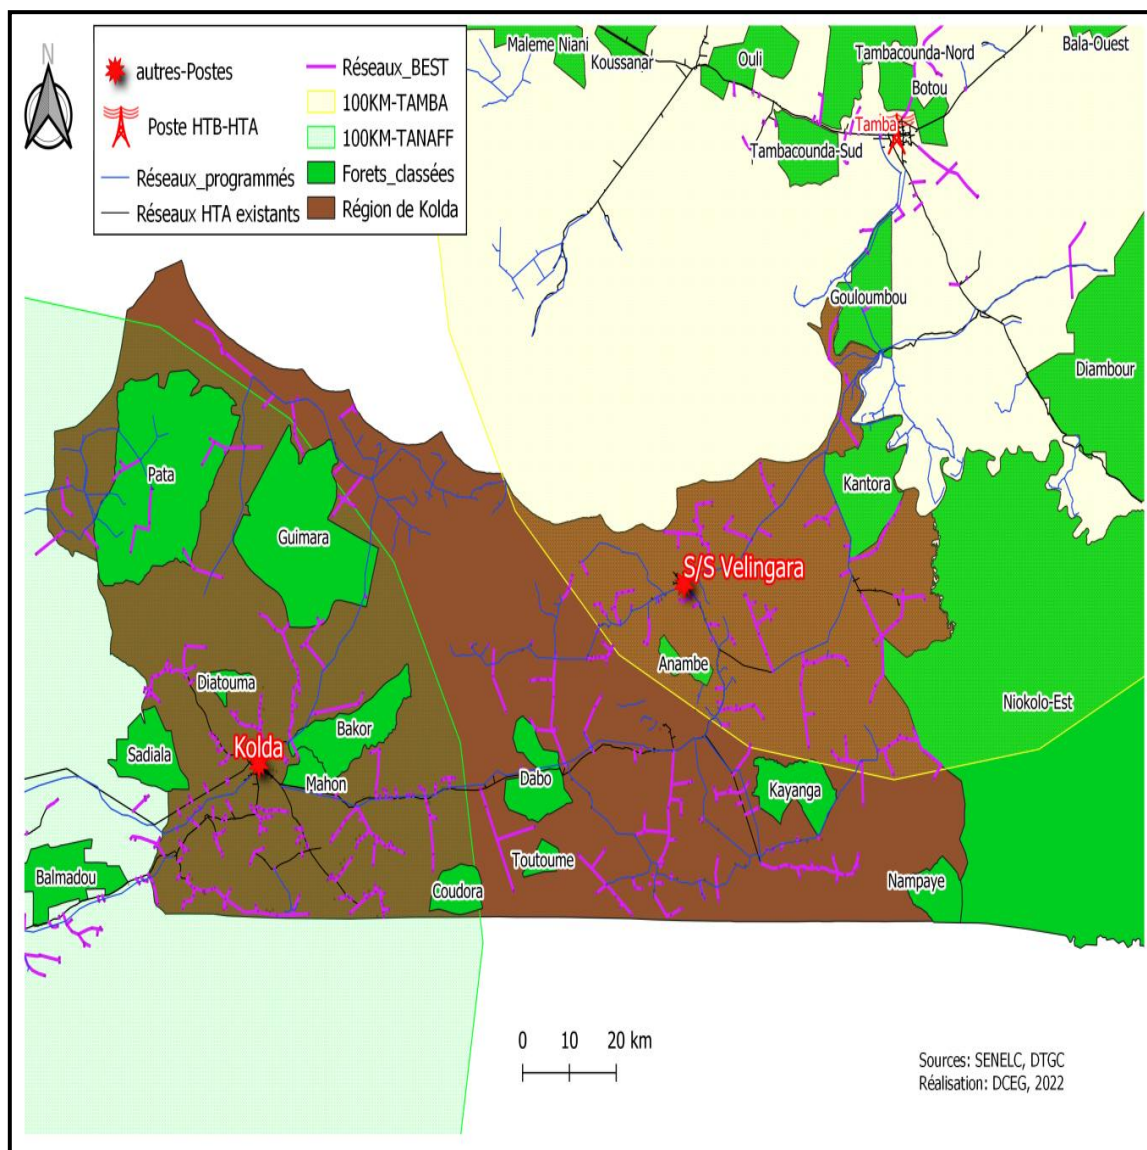 N
autres-Postes
Poste HTB-HTA
Réseaux_programmés
Réseaux HTA existants
Réseaux_BEST
100KM-TAMBA
100KM-TANAFF
Forets_classées
Région de Kolda
Maleme Niani
Koussanar
Ouli
Tambacounda-Nord
Bala-Ouest
Botou
Tamba
Tambacounda-Sud
Gouloumbou
Diambour
Pata
Kantora
Guimara
S/S Velingara
Anambe
Diatouma
Niokolo-Est
Bakor
Sadiala
Kolda
Mahon
Dabo
Kayanga
Toutoume
Balmadou
Coudora
Nampaye
0 10 20 km
Sources: SENELC, DTGC
Réalisation: DCEG, 2022